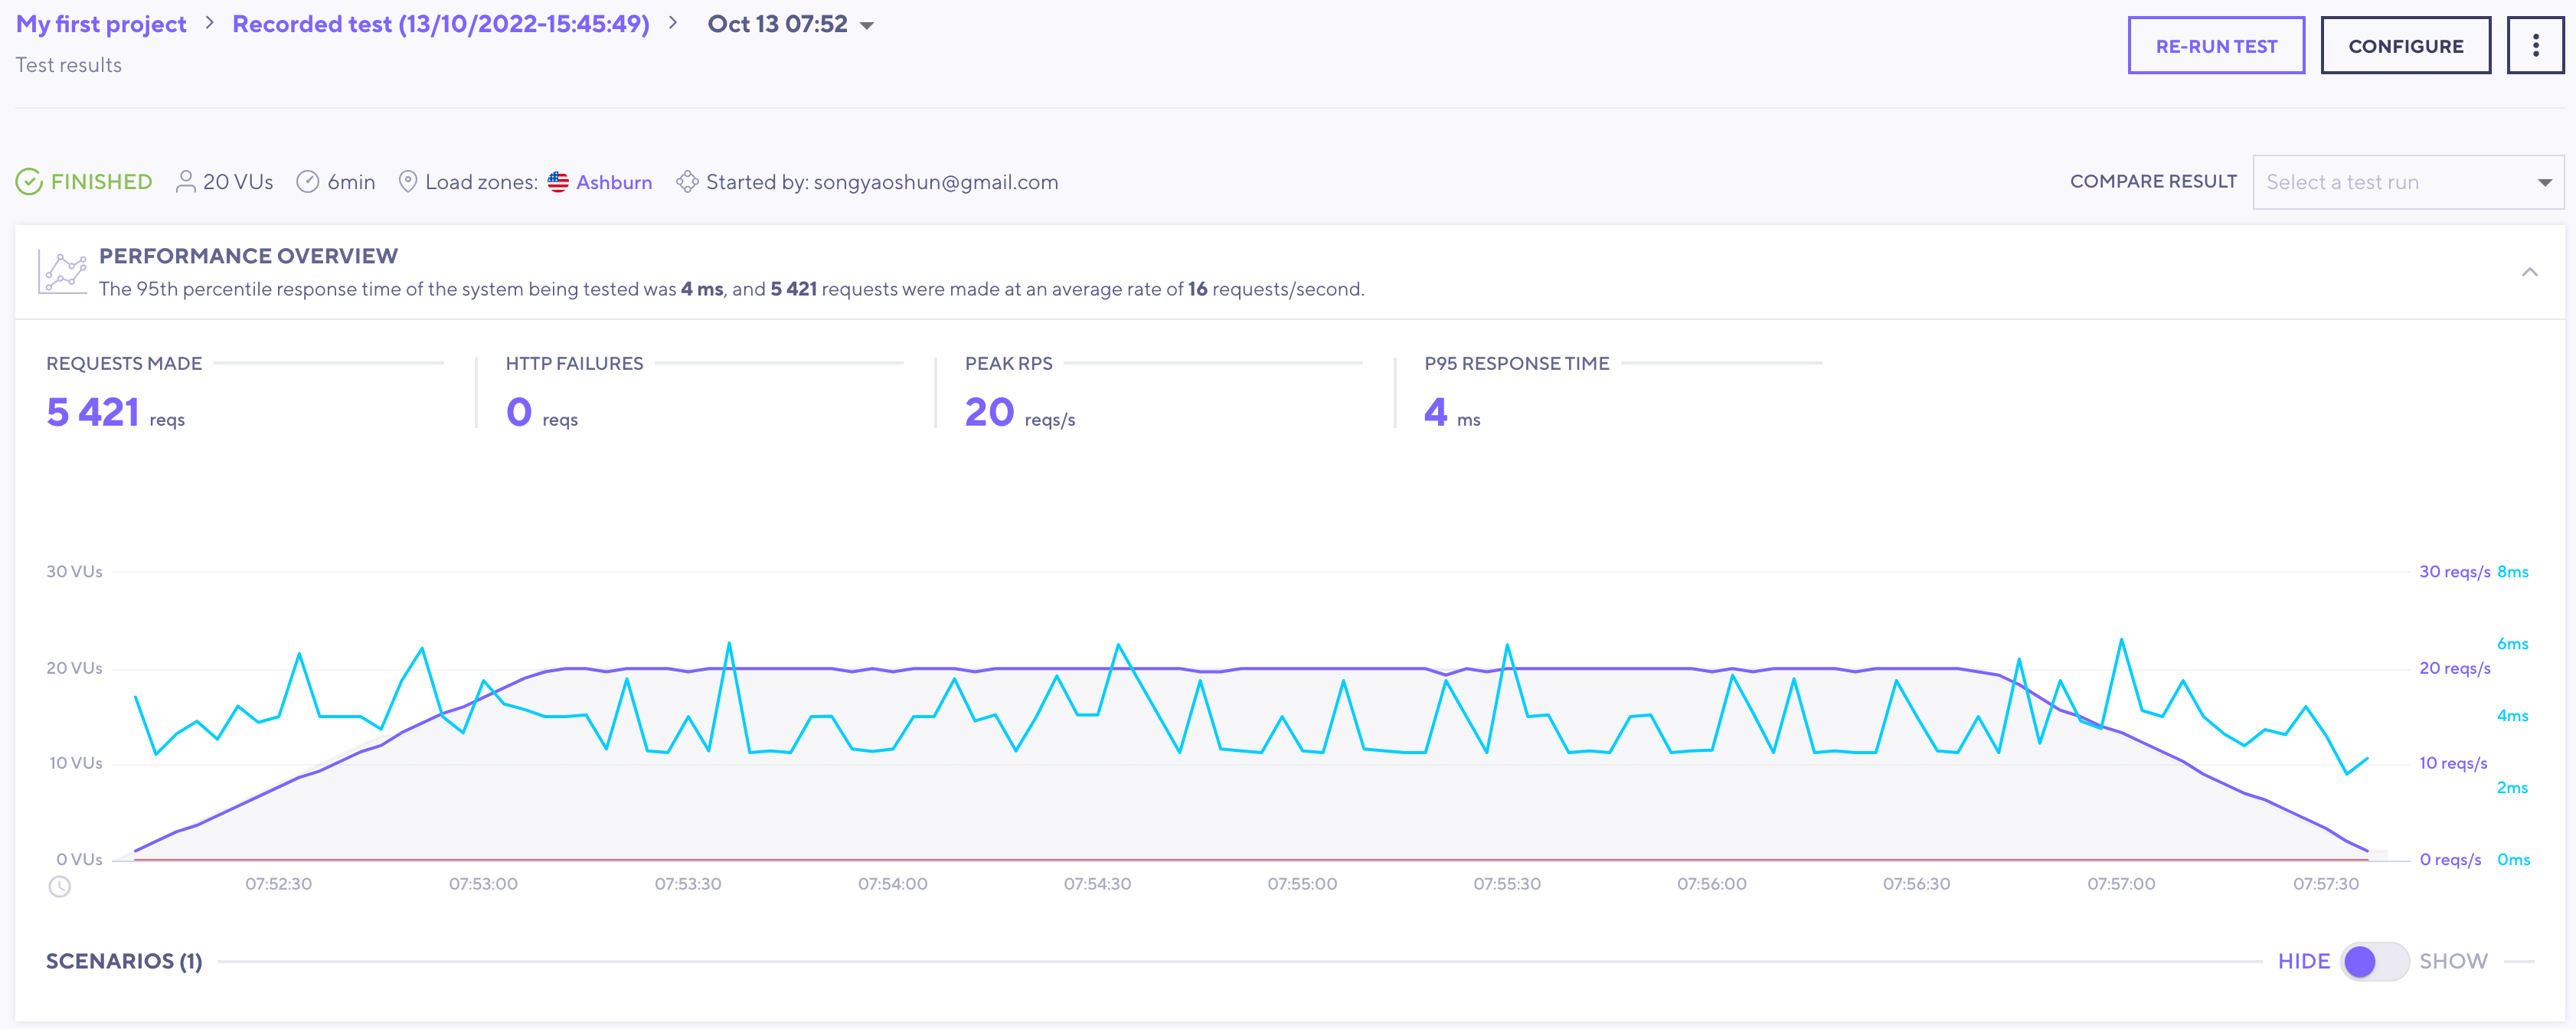 My first project > Recorded test (13/10/2022-15:45:49) > Oct 13 07:52
Test results
RE-RUN TEST
CONFIGURE
FINISHED 20 VUs 6min Load zones: Ashburn Started by: songyaoshun@gmail.com
COMPARE RESULT Select a test run
PERFORMANCE OVERVIEW
The 95th percentile response time of the system being tested was 4 ms, and 5 421 requests were made at an average rate of 16 requests/second.
REQUESTS MADE
5 421 reqs
HTTP FAILURES
0 reqs
PEAK RPS
20 reqs/s
P95 RESPONSE TIME
4 ms
30 VUs
20 VUs
10 VUs
0 VUs
30 reqs/s 8ms
6ms
20 reqs/s
4ms
10 reqs/s
2ms
0 reqs/s 0ms
07:52:30 07:53:00 07:53:30 07:54:00 07:54:30 07:55:00 07:55:30 07:56:00 07:56:30 07:57:00 07:57:30
SCENARIOS (1)
HIDE SHOW